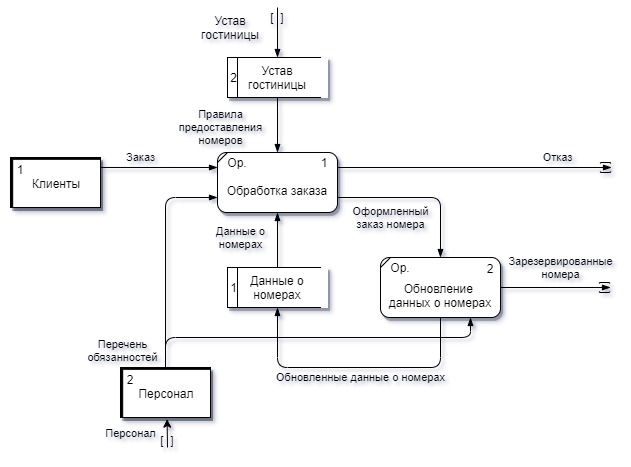 Устав
гостиницы
[ ]
2
Устав
гостиницы
Правила
предоставления
номеров
1
Клиенты
Заказ
Ор.
1
Обработка заказа
Отказ
Оформленный
заказ номера
Данные о
номерах
1
Данные о
номерах
Ор.
2
Обновление
данных о номерах
Зарезервированные
номера
Перечень
обязанностей
Обновленные данные о номерах
2
Персонал
Персонал
[ ]